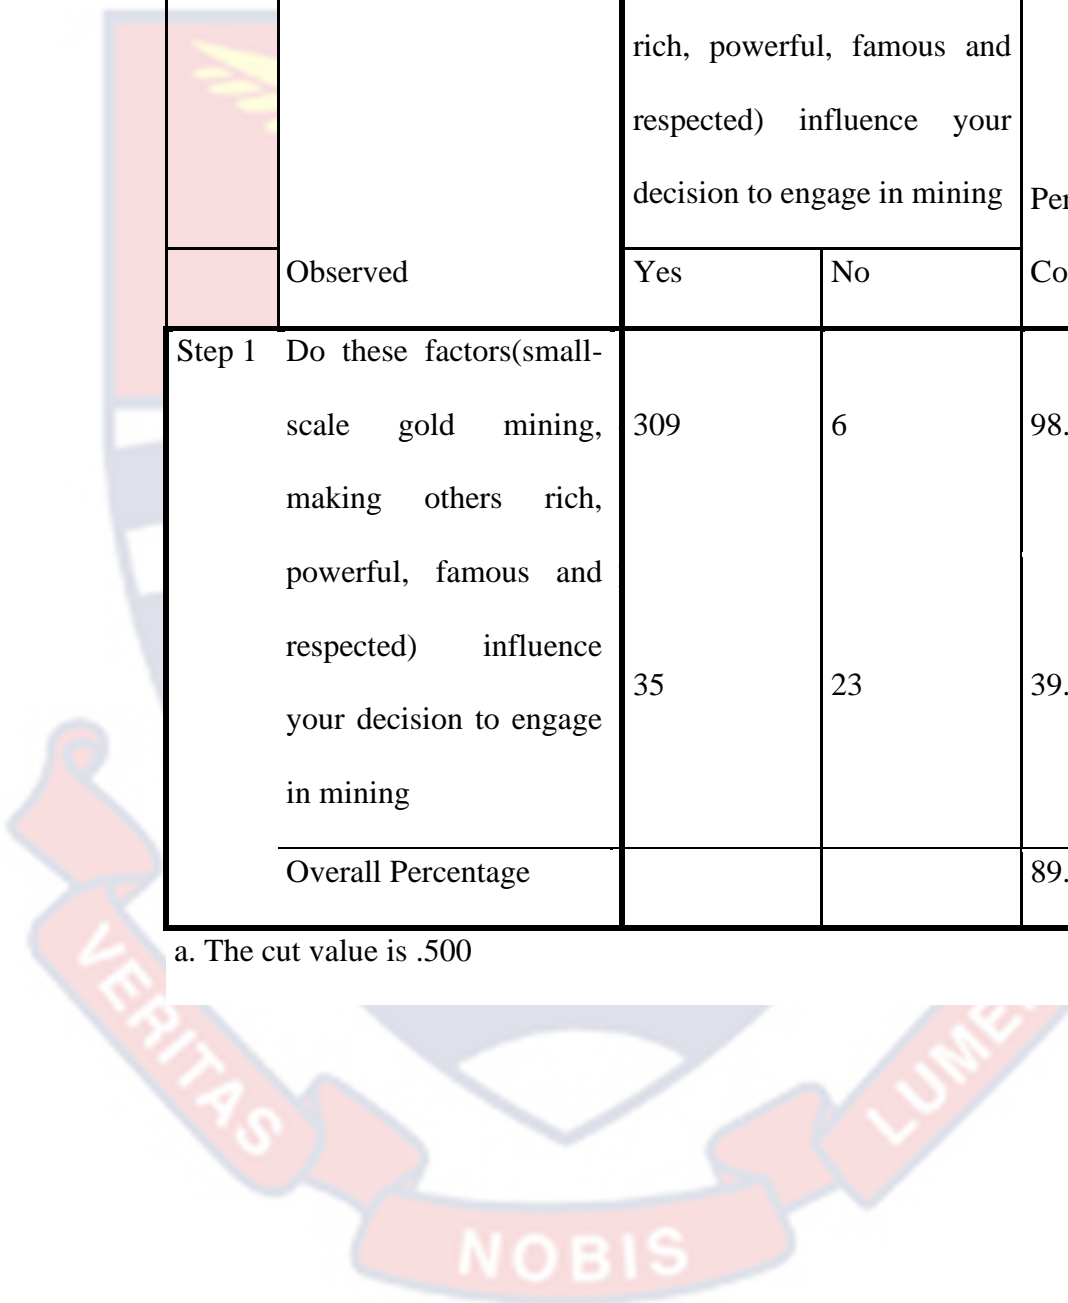 rich, powerful, famous and
respected) influence your
decision to engage in mining
Observed Yes No
Step 1 Do these factors(small-
scale gold mining, 309 6 98.
making others rich,
powerful, famous and
respected) influence
35 23 39.
your decision to engage
in mining
Overall Percentage 89.
a. The cut value is .500
VERITAS
NOBIS